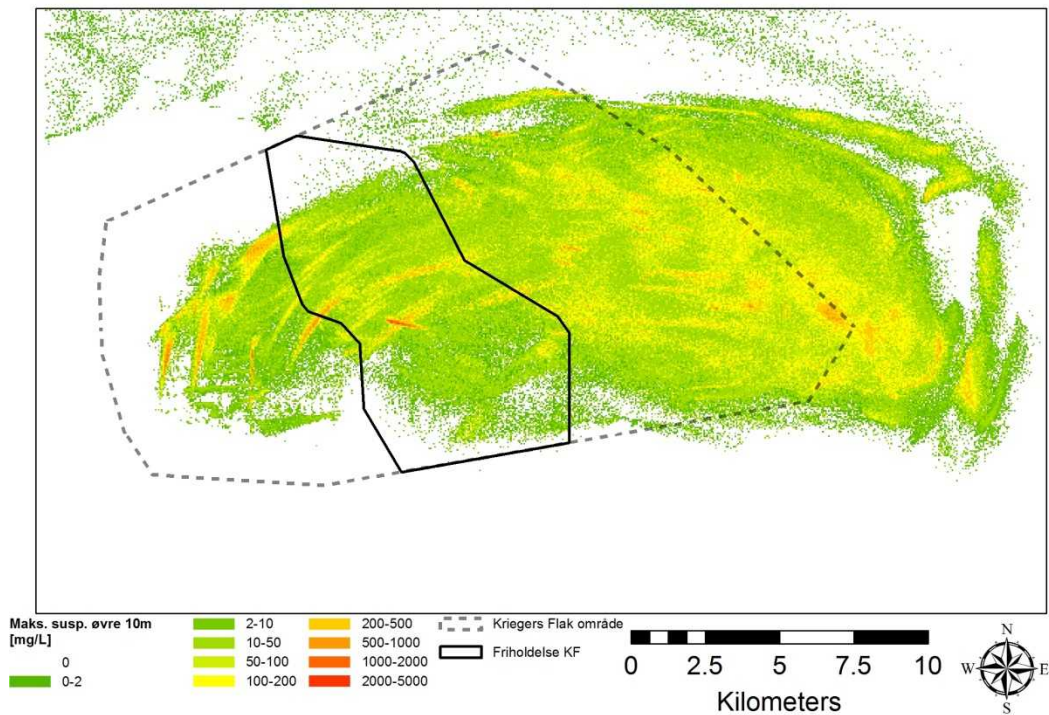 Maks. susp. øvre 10m
[mg/L]
0
0-2
2-10
10-50
50-100
100-200
200-500
500-1000
1000-2000
2000-5000
Kriegers Flak område
Friholdelse KF
0 2.5 5 7.5 10
Kilometers
N
W E
S